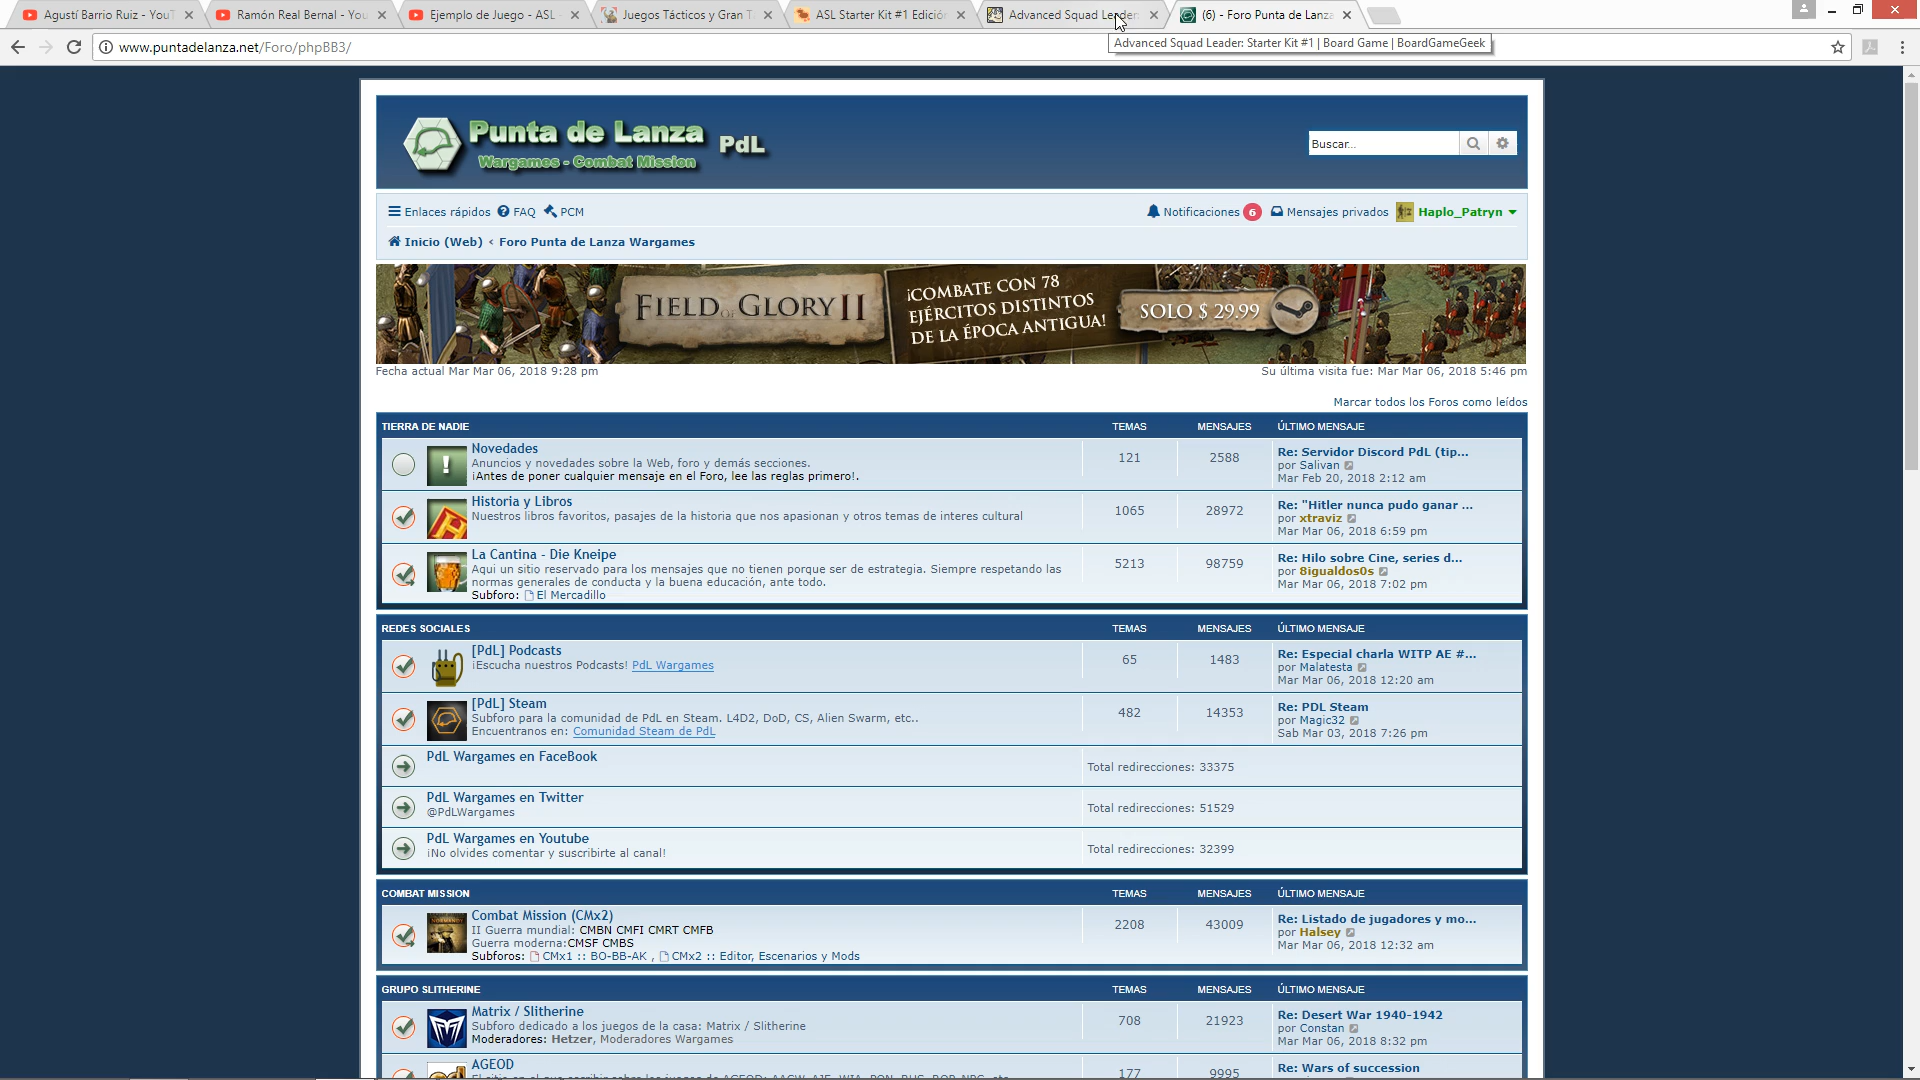 Agustí Barrio Ruiz - YouT
Ramón Real Bernal - You
Ejemplo de Juego - ASL -
Juegos Tácticos y Gran T
ASL Starter Kit #1 Edición
Advanced Squad Leader:
(6) - Foro Punta de Lanza
www.puntadelanza.net/Foro/phpBB3/
Advanced Squad Leader: Starter Kit #1 | Board Game | BoardGameGeek
Punta de Lanza PdL
Wargames - Combat Mission
Buscar...
Enlaces rápidos FAQ PCM
Notificaciones 6 Mensajes privados Haplo_Patryn
Inicio (Web) ‹ Foro Punta de Lanza Wargames
FIELD OF GLORY II
¡COMBATE CON 78
EJÉRCITOS DISTINTOS
DE LA ÉPOCA ANTIGUA!
SOLO $ 29.99
Fecha actual Mar Mar 06, 2018 9:28 pm
Su última visita fue: Mar Mar 06, 2018 5:46 pm
Marcar todos los Foros como leídos
TIERRA DE NADIE TEMAS MENSAJES ÚLTIMO MENSAJE
Novedades
Anuncios y novedades sobre la Web, foro y demás secciones.
¡Antes de poner cualquier mensaje en el Foro, lee las reglas primero!.
121 2588
Re: Servidor Discord PdL (tip...
por Salivan
Mar Feb 20, 2018 2:12 am
Historia y Libros
Nuestros libros favoritos, pasajes de la historia que nos apasionan y otros temas de interes cultural
1065 28972
Re: "Hitler nunca pudo ganar ...
por xtraviz
Mar Mar 06, 2018 6:59 pm
La Cantina - Die Kneipe
Aqui un sitio reservado para los mensajes que no tienen porque ser de estrategia. Siempre respetando las
normas generales de conducta y la buena educación, ante todo.
Subforo: El Mercadillo
5213 98759
Re: Hilo sobre Cine, series d...
por 8igualdos0s
Mar Mar 06, 2018 7:02 pm
REDES SOCIALES TEMAS MENSAJES ÚLTIMO MENSAJE
[PdL] Podcasts
¡Escucha nuestros Podcasts! PdL Wargames
65 1483
Re: Especial charla WITP AE #...
por Malatesta
Mar Mar 06, 2018 12:20 am
[PdL] Steam
Subforo para la comunidad de PdL en Steam. L4D2, DoD, CS, Alien Swarm, etc..
Encuentranos en: Comunidad Steam de PdL
482 14353
Re: PDL Steam
por Magic32
Sab Mar 03, 2018 7:26 pm
PdL Wargames en FaceBook
Total redirecciones: 33375
PdL Wargames en Twitter
@PdLWargames
Total redirecciones: 51529
PdL Wargames en Youtube
¡No olvides comentar y suscribirte al canal!
Total redirecciones: 32399
COMBAT MISSION TEMAS MENSAJES ÚLTIMO MENSAJE
Combat Mission (CMx2)
II Guerra mundial: CMBN CMFI CMRT CMFB
Guerra moderna:CMSF CMBS
Subforos: CMx1 :: BO-BB-AK , CMx2 :: Editor, Escenarios y Mods
2208 43009
Re: Listado de jugadores y mo...
por Halsey
Mar Mar 06, 2018 12:32 am
GRUPO SLITHERINE TEMAS MENSAJES ÚLTIMO MENSAJE
Matrix / Slitherine
Subforo dedicado a los juegos de la casa: Matrix / Slitherine
Moderadores: Hetzer, Moderadores Wargames
708 21923
Re: Desert War 1940-1942
por Constan
Mar Mar 06, 2018 8:32 pm
AGEOD
177 9995
Re: Wars of succession